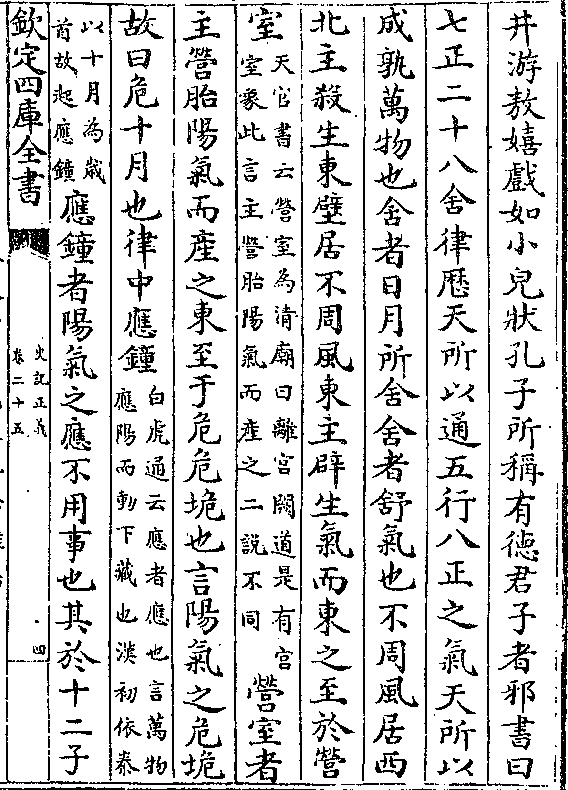 井游敖嬉戲如小兒狀孔子所稱有徳君子者邪書曰
七正二十八舍律厯天所以通五行八正之氣天所以
成孰萬物也舍者日月所舍舍者舒氣也不周風居西
北主殺生東壁居不周風東主辟生氣而東之至於營
室
天官書云營室為清廟曰離宮閣道是有宮
室象此言主營胎陽氣而產之二說不同
營室者
主營胎陽氣而產之東至于危危垝也言陽氣之危垝
故曰危十月也律中應鐘
白虎通云應者應也言萬物
應陽而動下藏也漢初依秦
以十月為歲
首故起應鐘
應鐘者陽氣之應不用事也其於十二子
欽定四庫全書
史記正義
卷二十五
四